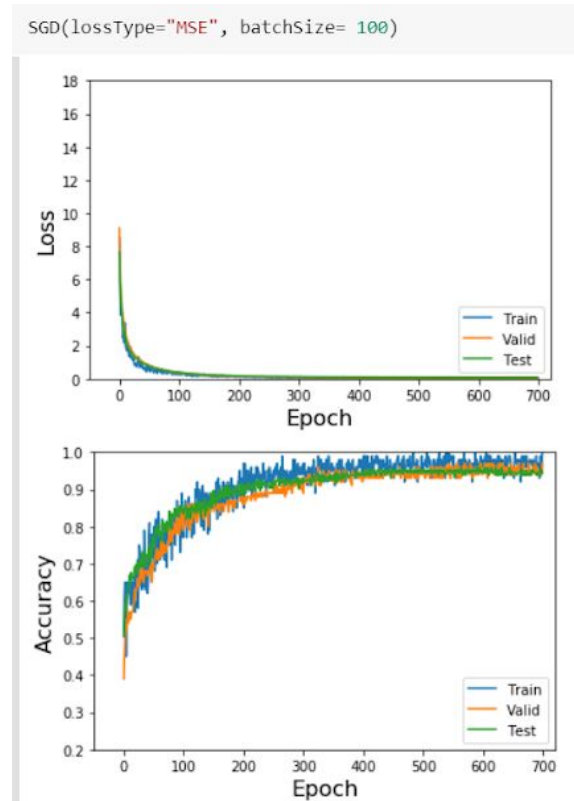 SGD(lossType="MSE", batchSize= 100)
18
16
14
12
10
8
6
4
2
0
Loss
Train
Valid
Test
0 100 200 300 400 500 600 700
Epoch
1.0
0.9
0.8
0.7
0.6
0.5
0.4
0.3
0.2
Accuracy
Train
Valid
Test
0 100 200 300 400 500 600 700
Epoch